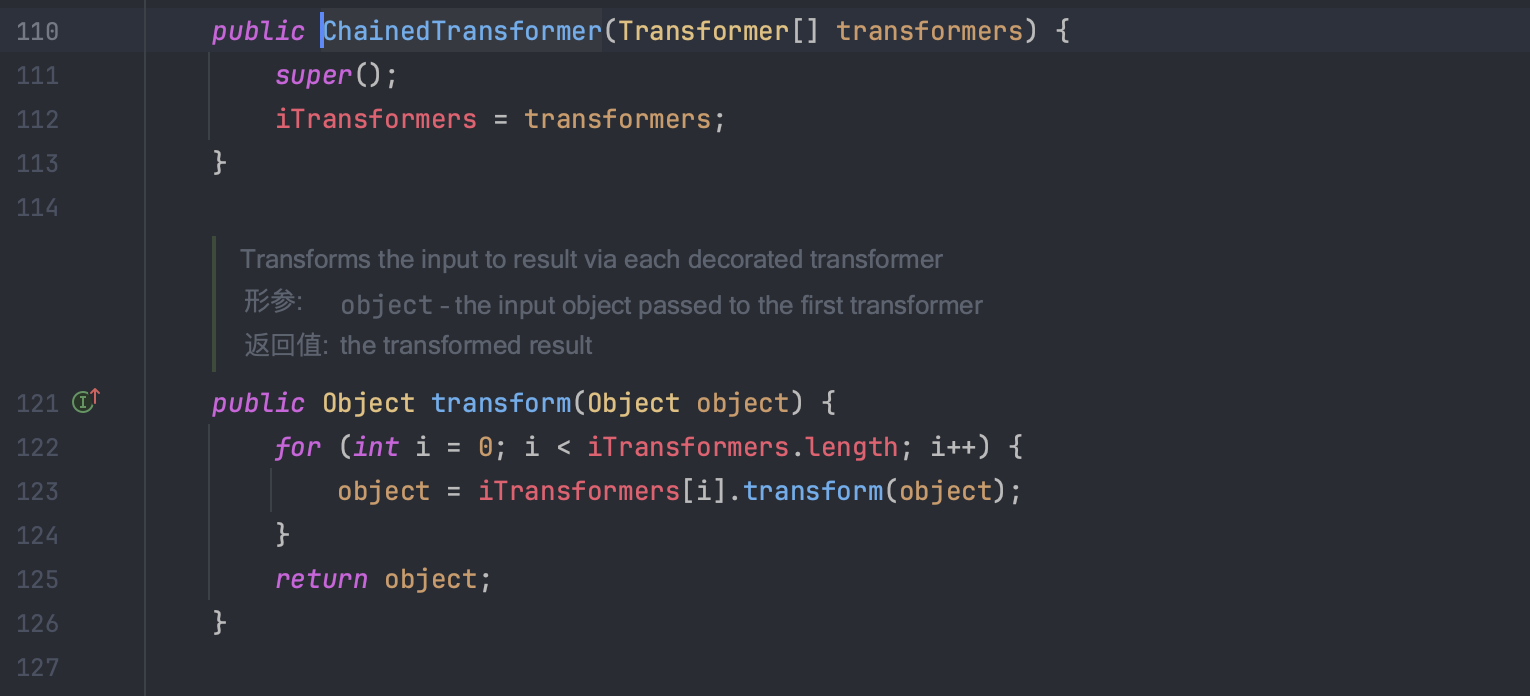 110 public ChainedTransformer(Transformer[] transformers) {
111 super();
112 iTransformers = transformers;
113 }
114
Transforms the input to result via each decorated transformer
形参: object - the input object passed to the first transformer
返回值: the transformed result
121 public Object transform(Object object) {
122 for (int i = 0; i < iTransformers.length; i++) {
123 object = iTransformers[i].transform(object);
124 }
125 return object;
126 }
127